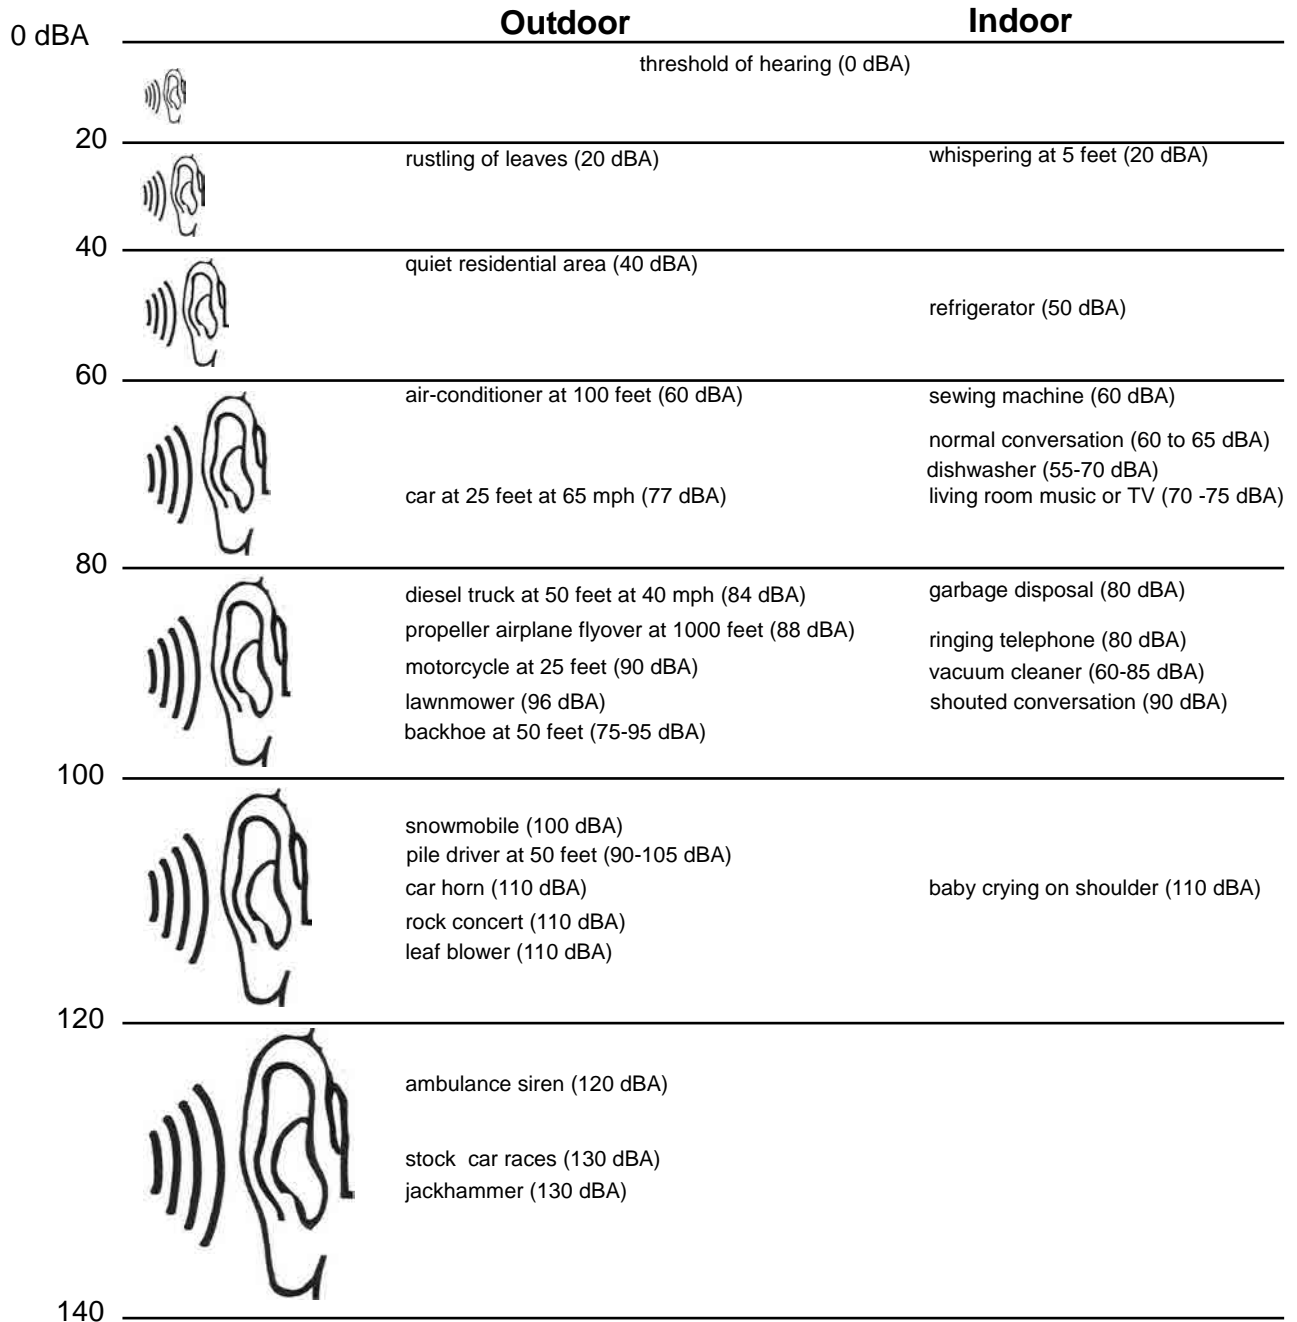 Outdoor Indoor
0 dBA
threshold of hearing (0 dBA)
20
rustling of leaves (20 dBA) whispering at 5 feet (20 dBA)
40
quiet residential area (40 dBA)
refrigerator (50 dBA)
60
air-conditioner at 100 feet (60 dBA) sewing machine (60 dBA)
normal conversation (60 to 65 dBA)
dishwasher (55-70 dBA)
car at 25 feet at 65 mph (77 dBA) living room music or TV (70 -75 dBA)
80
diesel truck at 50 feet at 40 mph (84 dBA) garbage disposal (80 dBA)
propeller airplane flyover at 1000 feet (88 dBA) ringing telephone (80 dBA)
motorcycle at 25 feet (90 dBA) vacuum cleaner (60-85 dBA)
lawnmower (96 dBA) shouted conversation (90 dBA)
backhoe at 50 feet (75-95 dBA)
100
snowmobile (100 dBA)
pile driver at 50 feet (90-105 dBA)
car horn (110 dBA) baby crying on shoulder (110 dBA)
rock concert (110 dBA)
leaf blower (110 dBA)
120
ambulance siren (120 dBA)
stock car races (130 dBA)
jackhammer (130 dBA)
140